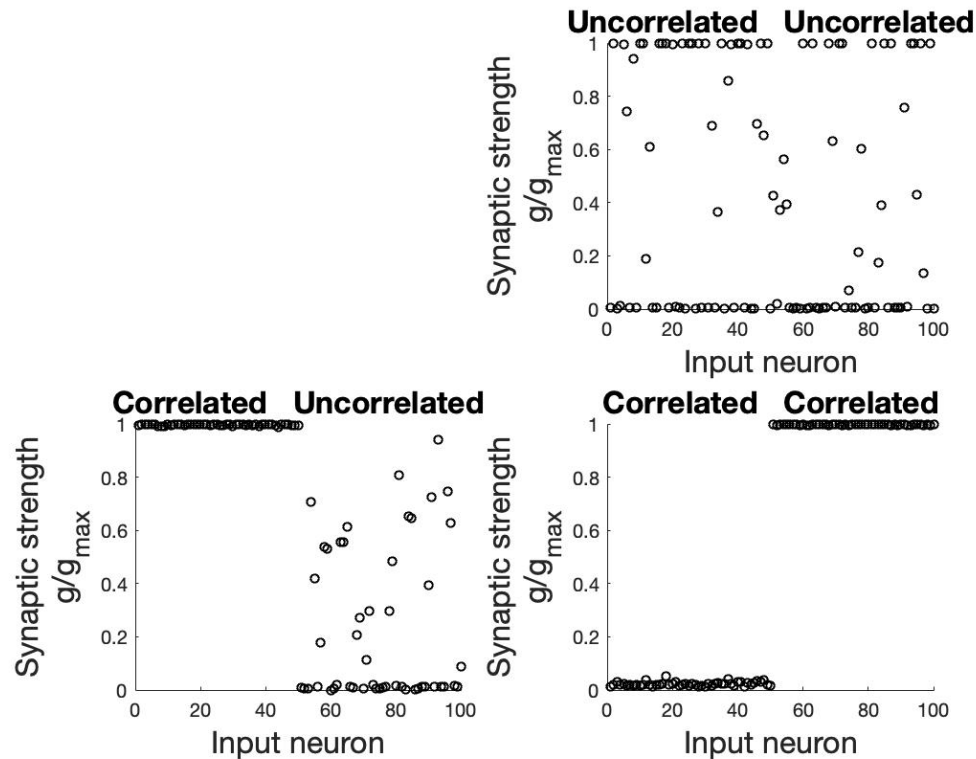 Uncorrelated Uncorrelated
Synaptic strength
g/gmax
1
0.8
0.6
0.4
0.2
0
0 20 40 60 80 100
Input neuron
Correlated Uncorrelated
Synaptic strength
g/gmax
1
0.8
0.6
0.4
0.2
0
0 20 40 60 80 100
Input neuron
Correlated Correlated
Synaptic strength
g/gmax
1
0.8
0.6
0.4
0.2
0
0 20 40 60 80 100
Input neuron